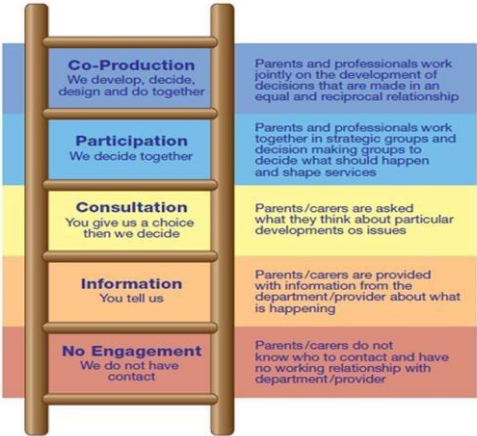 Co-Production
We develop, decide,
design and do together
Parents and professionals work
jointly on the development of
decisions that are made in an
equal and reciprocal relationship
Participation
We decide together
Parents and professionals work
together in strategic groups and
decision making groups to
decide what should happen
and shape services
Consultation
You give us a choice
then we decide
Parents/carers are asked
what they think about particular
developments os issues
Information
You tell us
Parents/carers are provided
with information from the
department/provider about what
is happening
No Engagement
We do not have
contact
Parents/carers do not
know who to contact and have
no working relationship with
department/provider